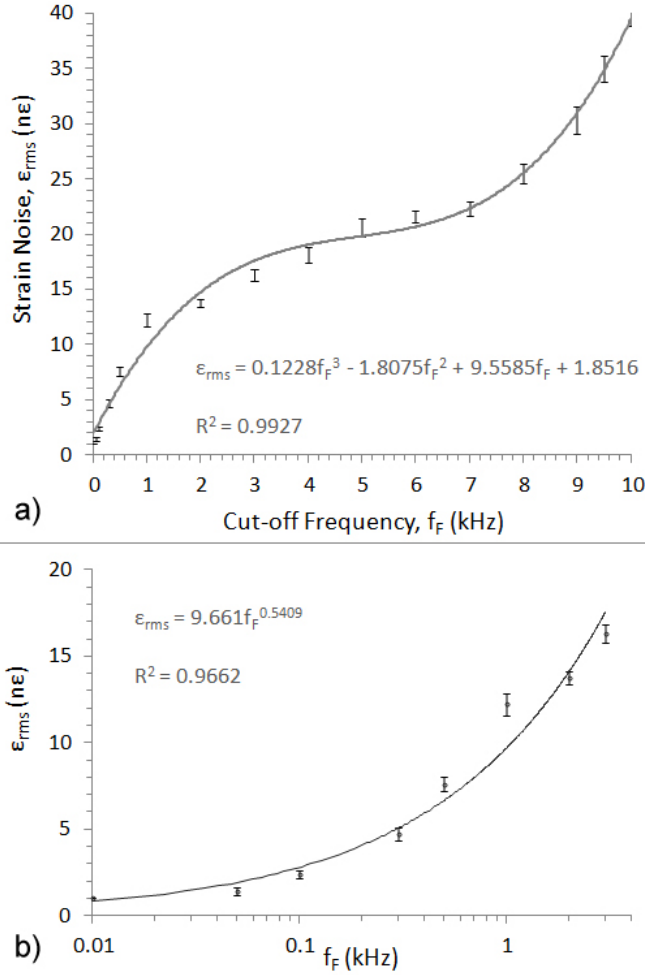 40
35
30
25
20
15
10
5
0
Strain Noise, εrms (nε)
εrms = 0.1228fF³ - 1.8075fF² + 9.5585fF + 1.8516
R² = 0.9927
0 1 2 3 4 5 6 7 8 9 10
a)
Cut-off Frequency, fF (kHz)
20
15
10
5
0
εrms (nε)
εrms = 9.661fF^0.5409
R² = 0.9662
0.01 0.1 1
b)
fF (kHz)